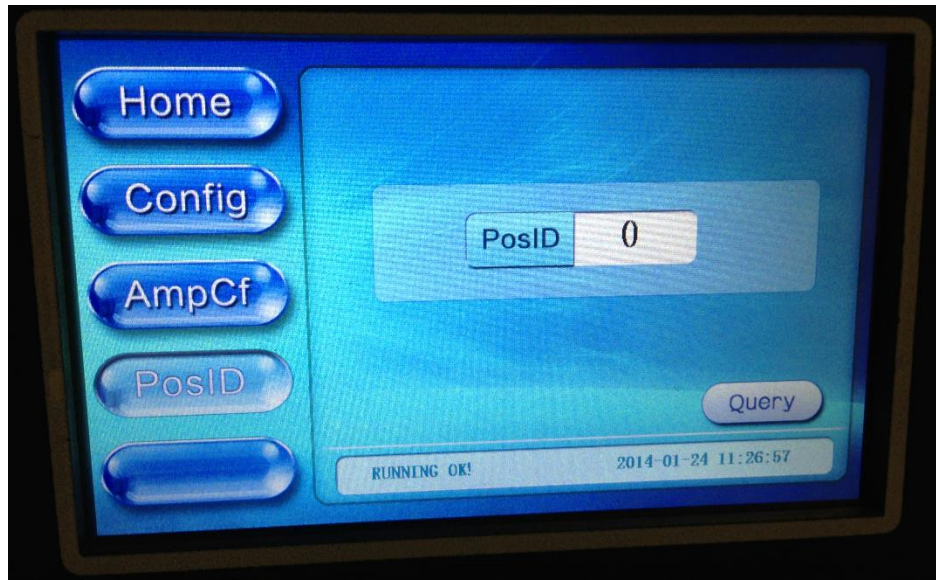 Home
Config
AmpCf
PosID
PosID 0
Query
RUNNING OK! 2014-01-24 11:26:57